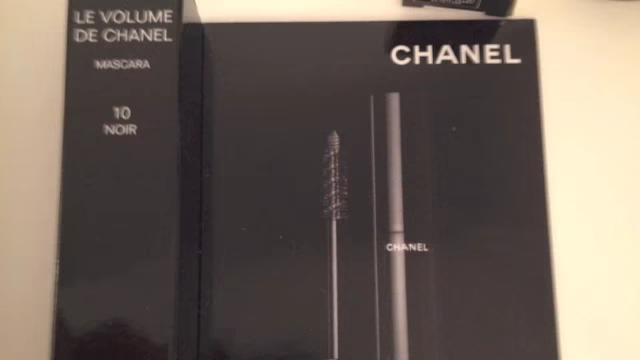 LE VOLUME
DE CHANEL
MASCARA
10
NOIR
CHANEL
CHANEL